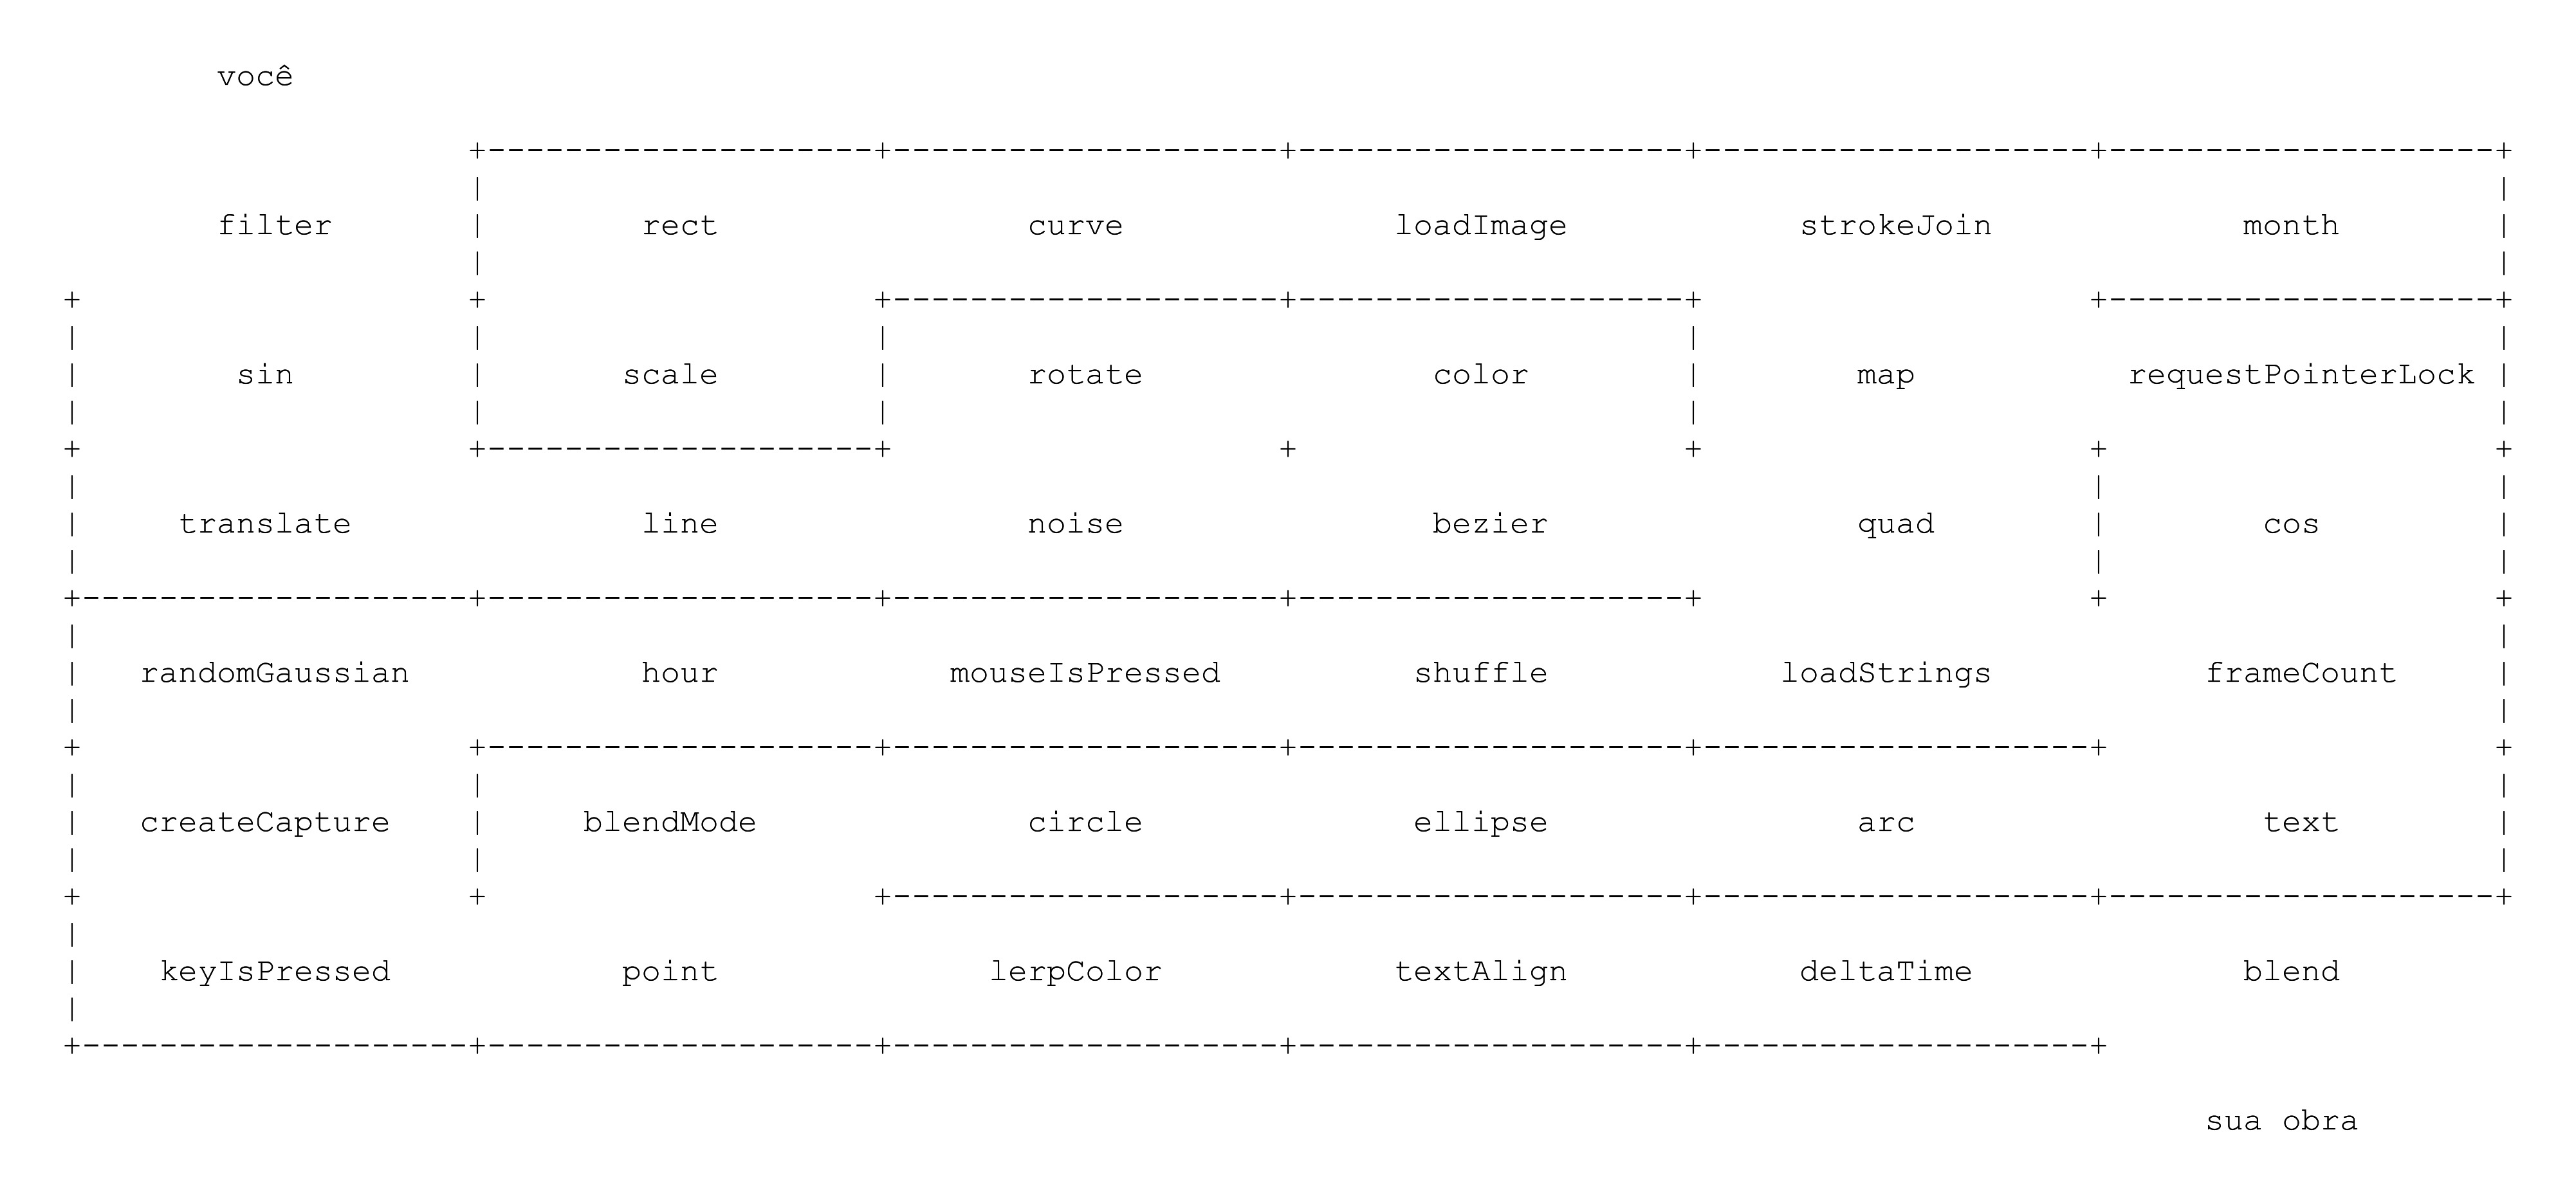 você
filter rect curve loadImage strokeJoin month
sin scale rotate color map requestPointerLock
translate line noise bezier quad cos
randomGaussian hour mouseIsPressed shuffle loadStrings frameCount
createCapture blendMode circle ellipse arc text
keyIsPressed point lerpColor textAlign deltaTime blend
sua obra